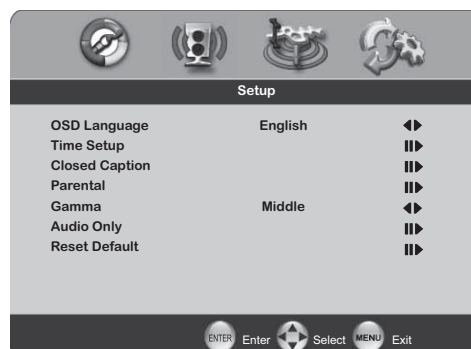 Setup
OSD Language English
Time Setup
Closed Caption
Parental
Gamma Middle
Audio Only
Reset Default
ENTER Enter Select MENU Exit